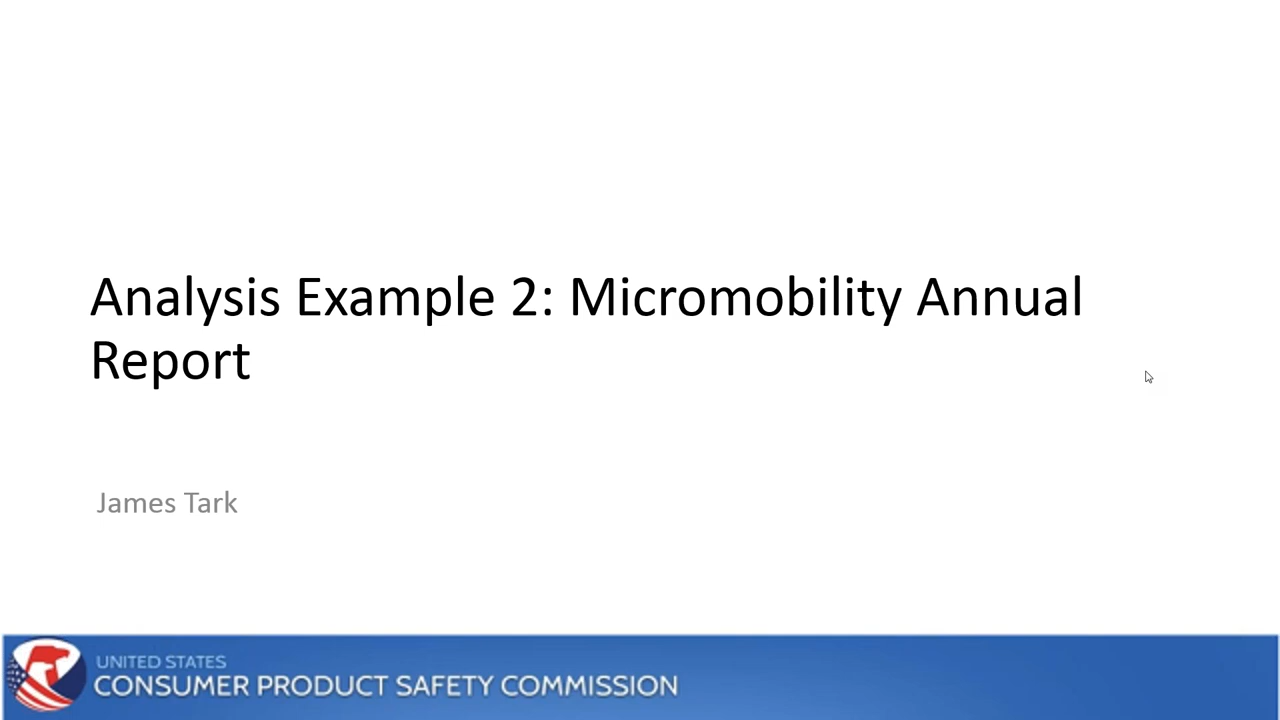 Analysis Example 2: Micromobility Annual
Report
James Tark
UNITED STATES
CONSUMER PRODUCT SAFETY COMMISSION